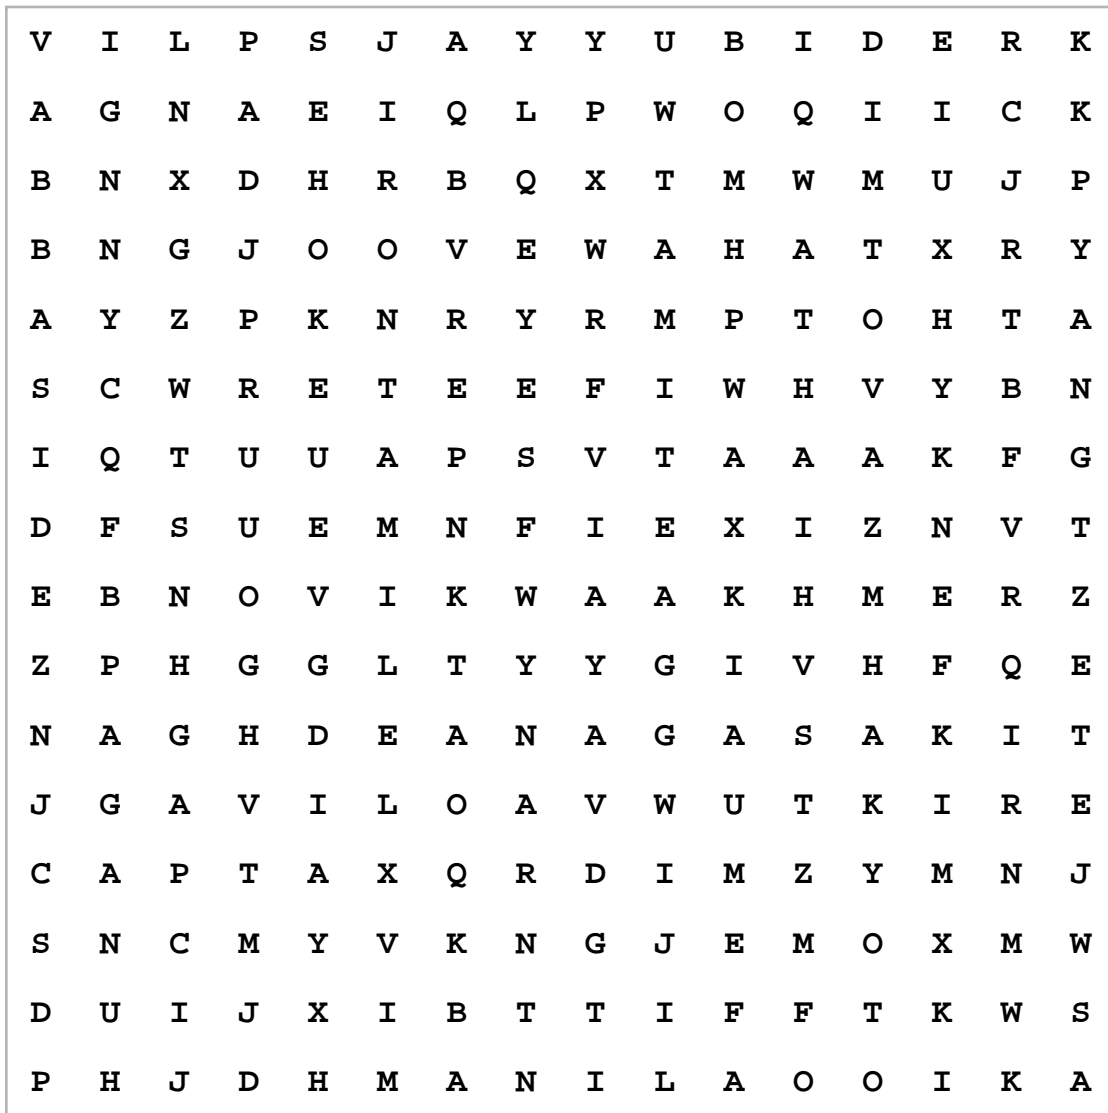 V I L P S J A Y Y U B I D E R K
A G N A E I Q L P W O Q I I C K
B N X D H R B Q X T M W M U J P
B N G J O O V E W A H A T X R Y
A Y Z P K N R Y R M P T O H T A
S C W R E T E E F I W H V Y B N
I Q T U U A P S V T A A A K F G
D F S U E M N F I E X I Z N V T
E B N O V I K W A A K H M E R Z
Z P H G G L T Y Y G I V H F Q E
N A G H D E A N A G A S A K I T
J G A V I L O A V W U T K I R E
C A P T A X Q R D I M Z Y M N J
S N C M Y V K N G J E M O X M W
D U I J X I B T T I F F T K W S
P H J D H M A N I L A O O I K A